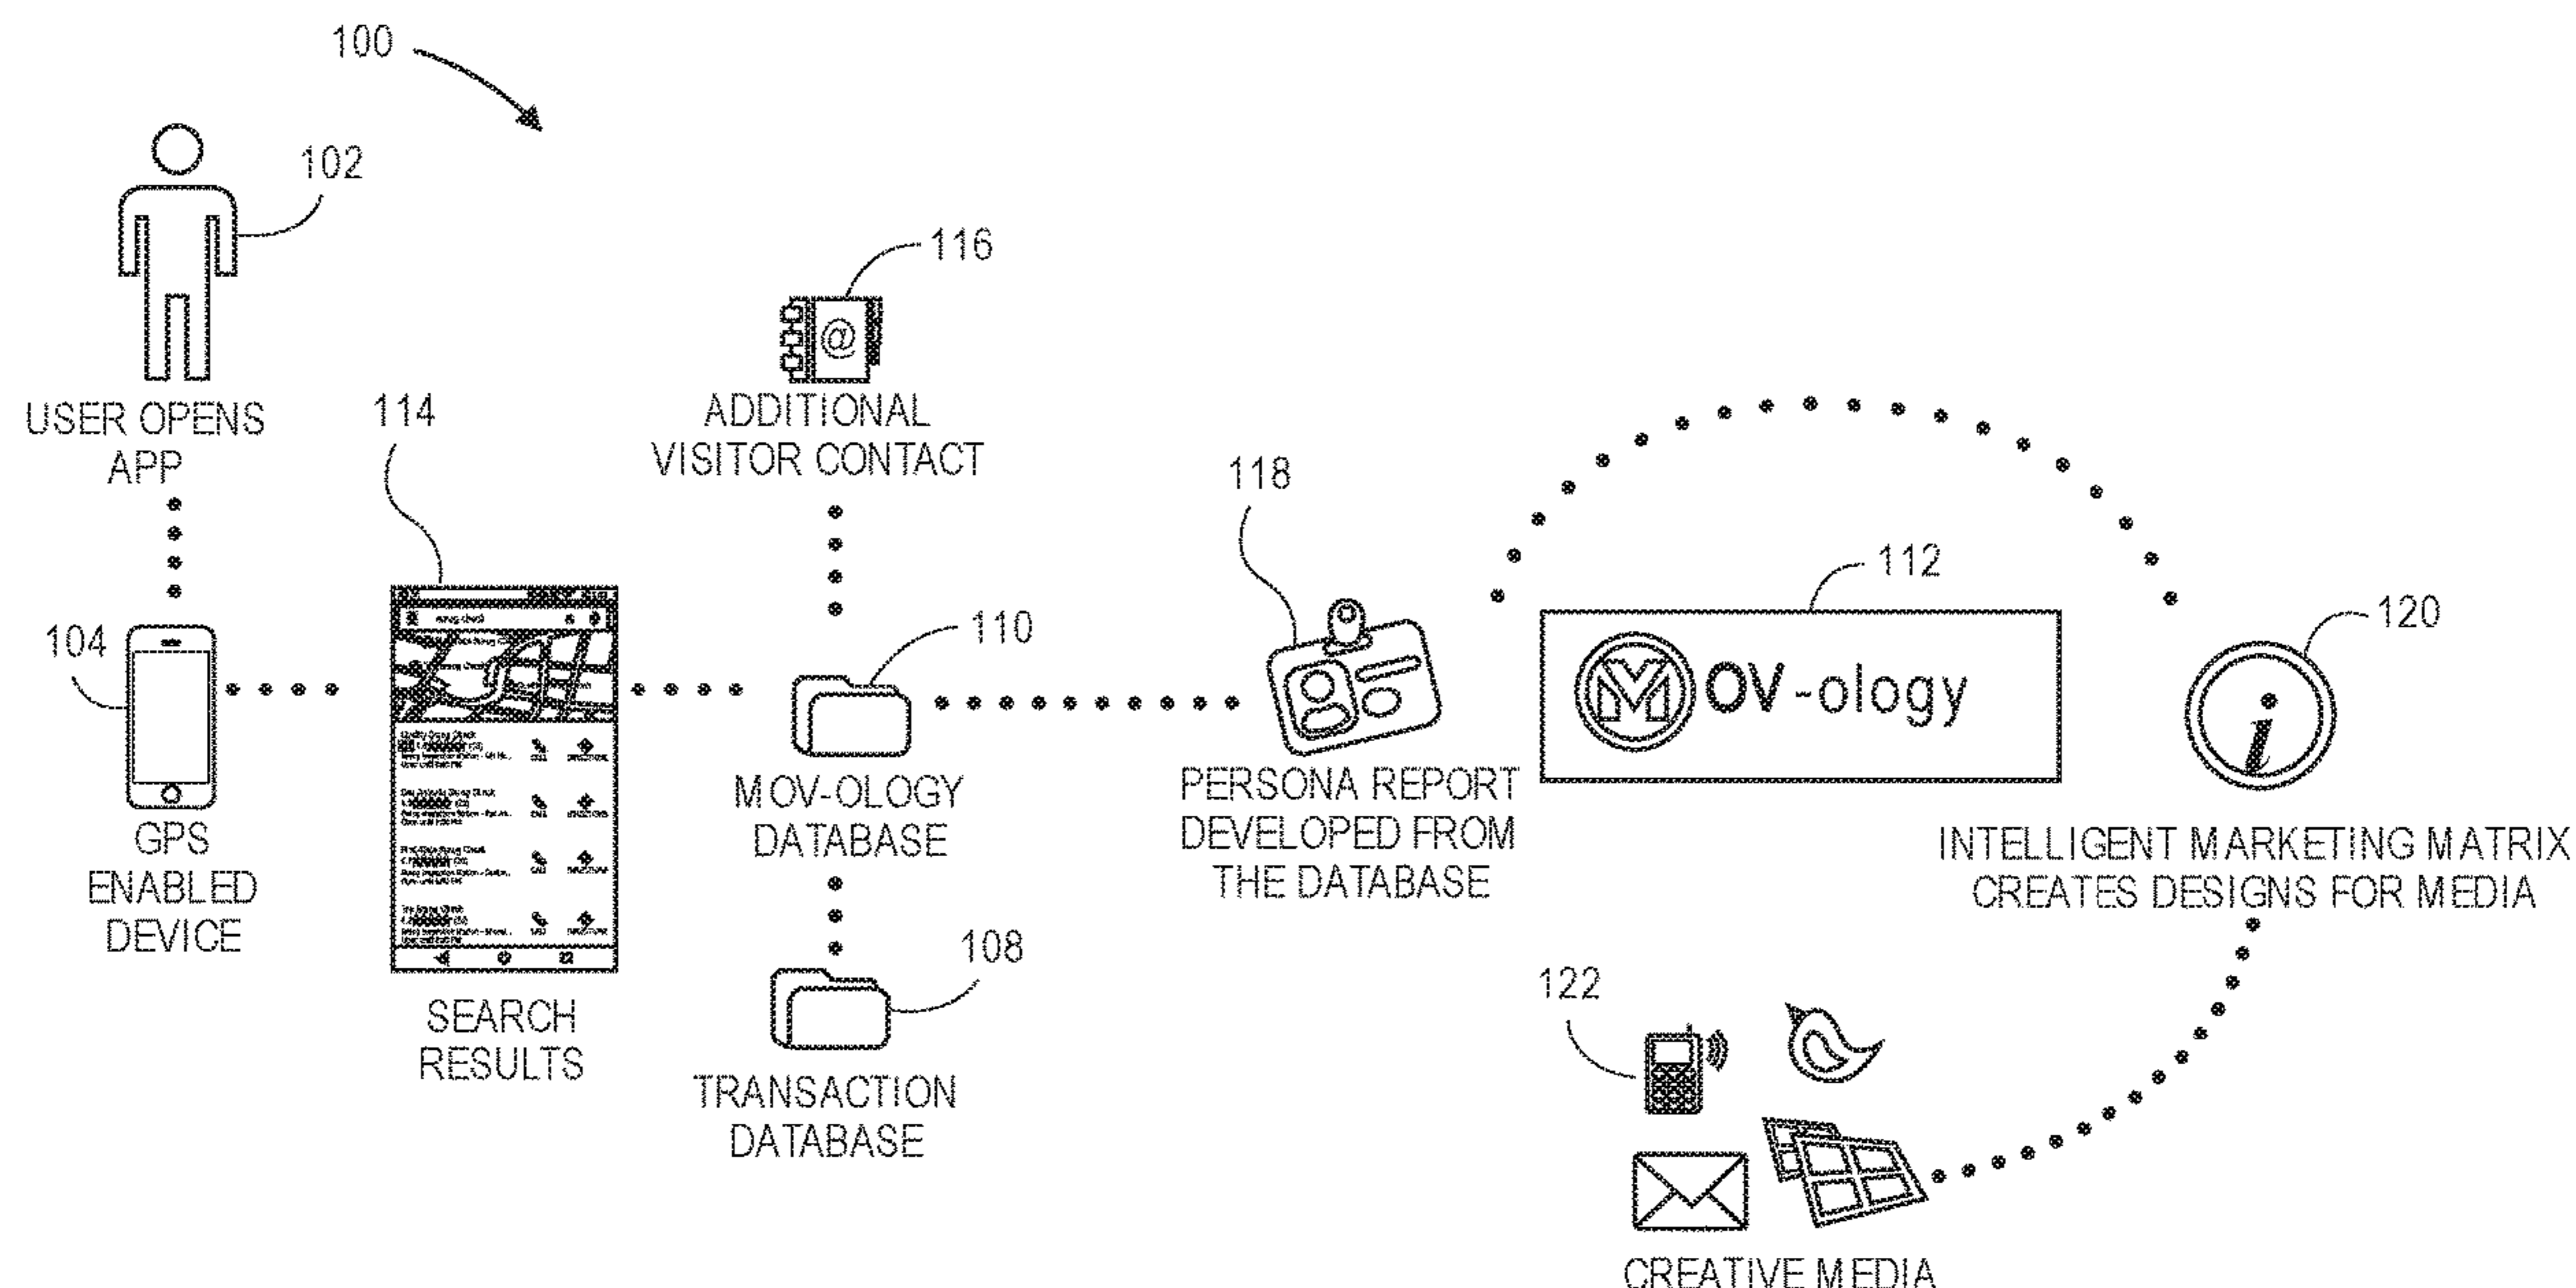 100
102
USER OPENS
APP
104
GPS
ENABLED
DEVICE
114
SEARCH
RESULTS
116
@
ADDITIONAL
VISITOR CONTACT
110
MOV-OLOGY
DATABASE
108
TRANSACTION
DATABASE
118
PERSONA REPORT
DEVELOPED FROM
THE DATABASE
112
MOV-ology
120
i
INTELLIGENT MARKETING MATRIX
CREATES DESIGNS FOR MEDIA
122
CREATIVE MEDIA